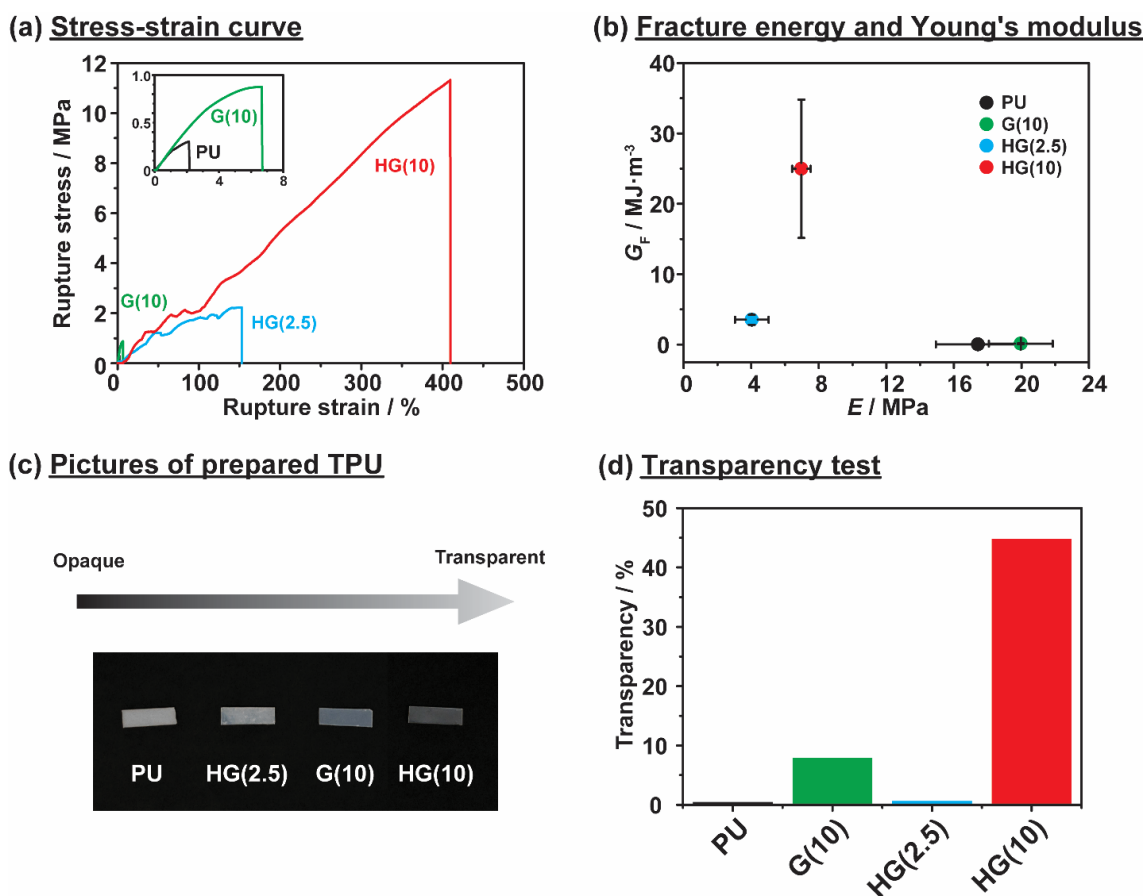 (a) Stress-strain curve
12
10
8
6
4
2
0
0 100 200 300 400 500
Rupture stress / MPa
Rupture strain / %
1.0
0.5
0.0
0 4 8
G(10)
PU
HG(10)
G(10)
HG(2.5)
(b) Fracture energy and Young's modulus
40
30
20
10
0
0 4 8 12 16 20 24
G_F / MJ·m⁻³
E / MPa
PU
G(10)
HG(2.5)
HG(10)
(c) Pictures of prepared TPU
Opaque
Transparent
PU HG(2.5) G(10) HG(10)
(d) Transparency test
50
40
30
20
10
0
Transparency / %
PU G(10) HG(2.5) HG(10)